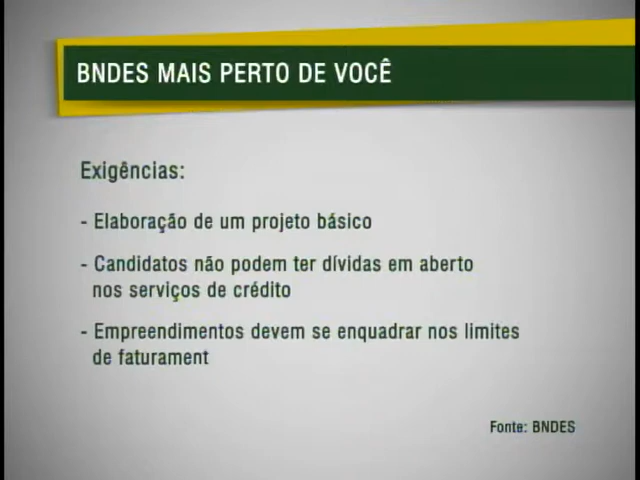 BNDES MAIS PERTO DE VOCÊ
Exigências:
- Elaboração de um projeto básico
- Candidatos não podem ter dívidas em aberto
nos serviços de crédito
- Empreendimentos devem se enquadrar nos limites
de faturament
Fonte: BNDES